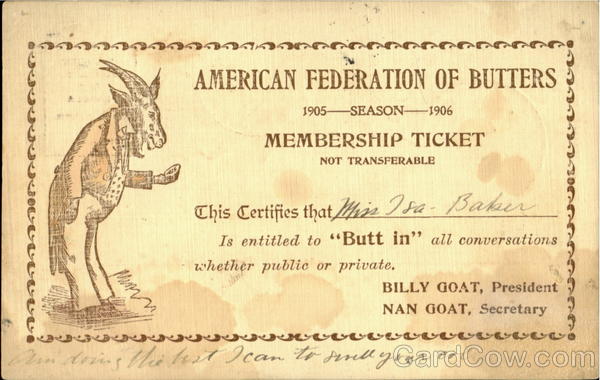 AMERICAN FEDERATION OF BUTTERS
1905—SEASON—1906
MEMBERSHIP TICKET
NOT TRANSFERABLE
This Certifies that Miss Isa Baker
Is entitled to "Butt in" all conversations
whether public or private.
BILLY GOAT, President
NAN GOAT, Secretary
Am doing the best I can to
CardCow.com